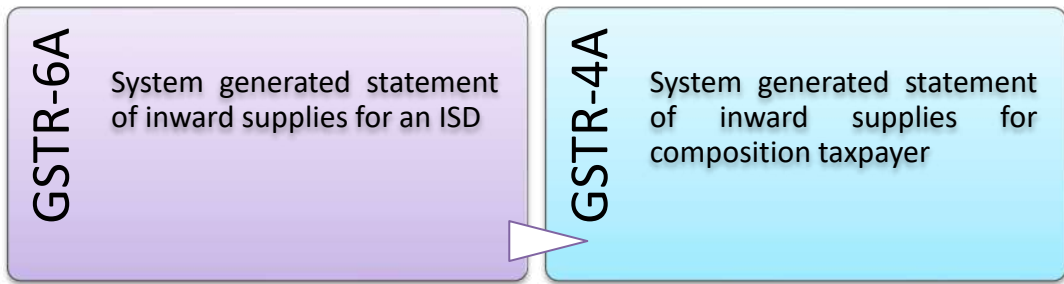 GSTR-6A
System generated statement
of inward supplies for an ISD
GSTR-4A
System generated statement
of inward supplies for
composition taxpayer